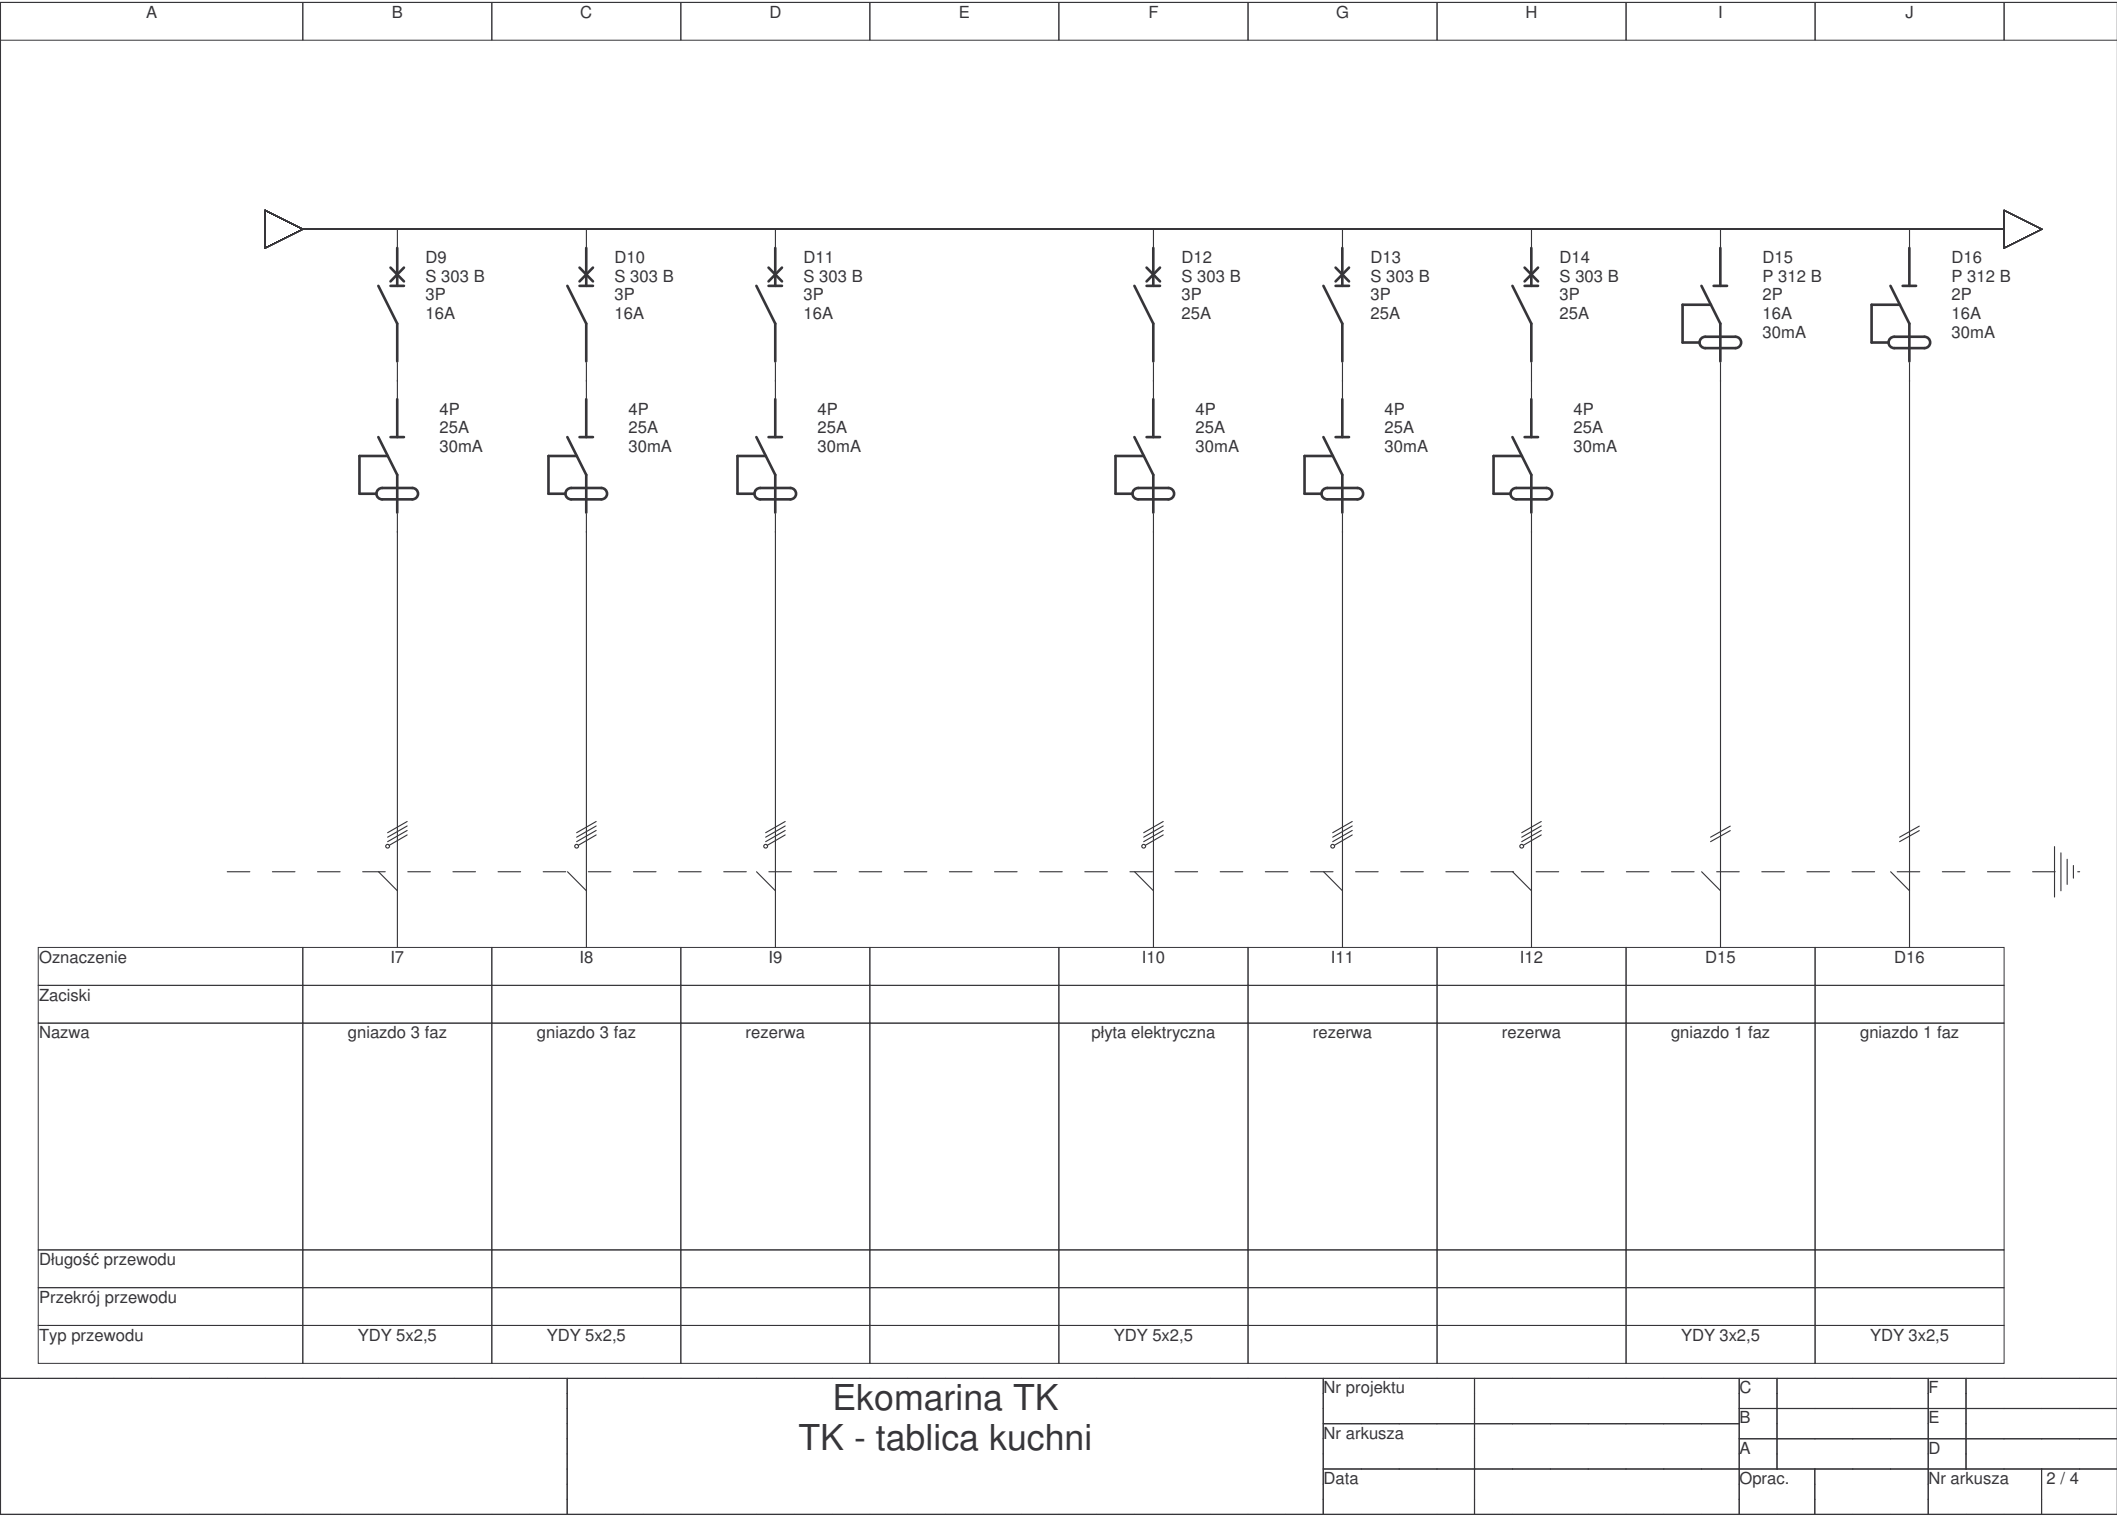 A B C D E F G H I J
D9 D10 D11 D12 D13 D14 D15 D16
S 303 B S 303 B S 303 B S 303 B S 303 B S 303 B P 312 B P 312 B
3P 3P 3P 3P 3P 3P 2P 2P
16A 16A 16A 25A 25A 25A 16A 16A
30mA 30mA
4P 4P 4P 4P 4P 4P
25A 25A 25A 25A 25A 25A
30mA 30mA 30mA 30mA 30mA 30mA
Oznaczenie I7 I8 I9 I10 I11 I12 D15 D16
Zaciski
Nazwa gniazdo 3 faz gniazdo 3 faz rezerwa płyta elektryczna rezerwa rezerwa gniazdo 1 faz gniazdo 1 faz
Długość przewodu
Przekrój przewodu
Typ przewodu YDY 5x2,5 YDY 5x2,5 YDY 5x2,5 YDY 3x2,5 YDY 3x2,5
Ekomarina TK
TK - tablica kuchni
Nr projektu
Nr arkusza
Data
C F
B E
A D
Oprac. Nr arkusza 2 / 4